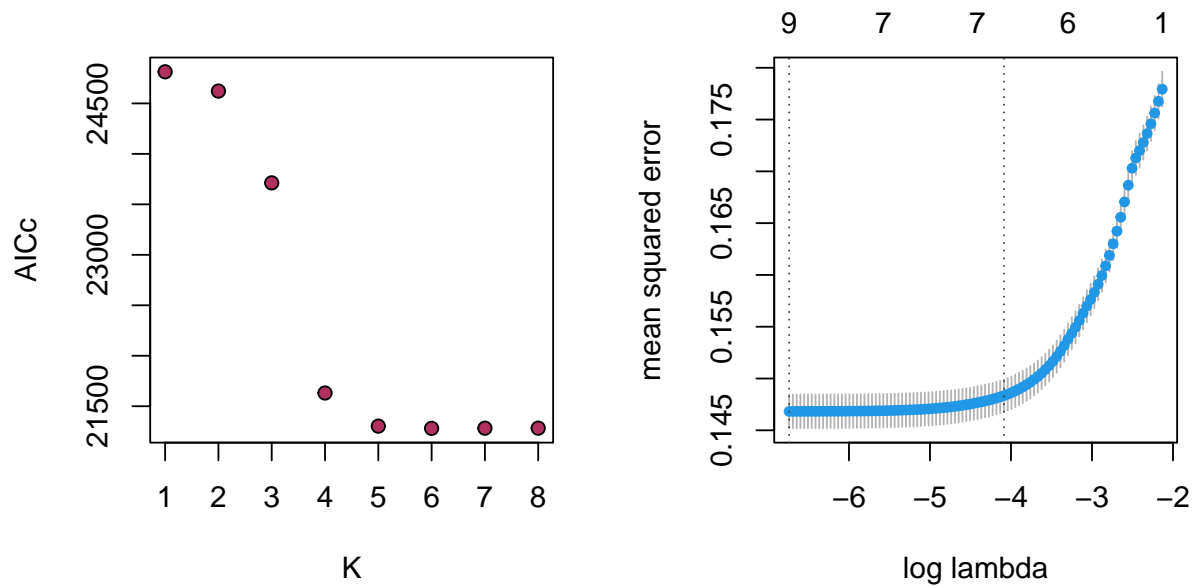 AICc
24500
23000
21500
1 2 3 4 5 6 7 8
K
9 7 7 6 1
mean squared error
0.175
0.165
0.155
0.145
−6 −5 −4 −3 −2
log lambda